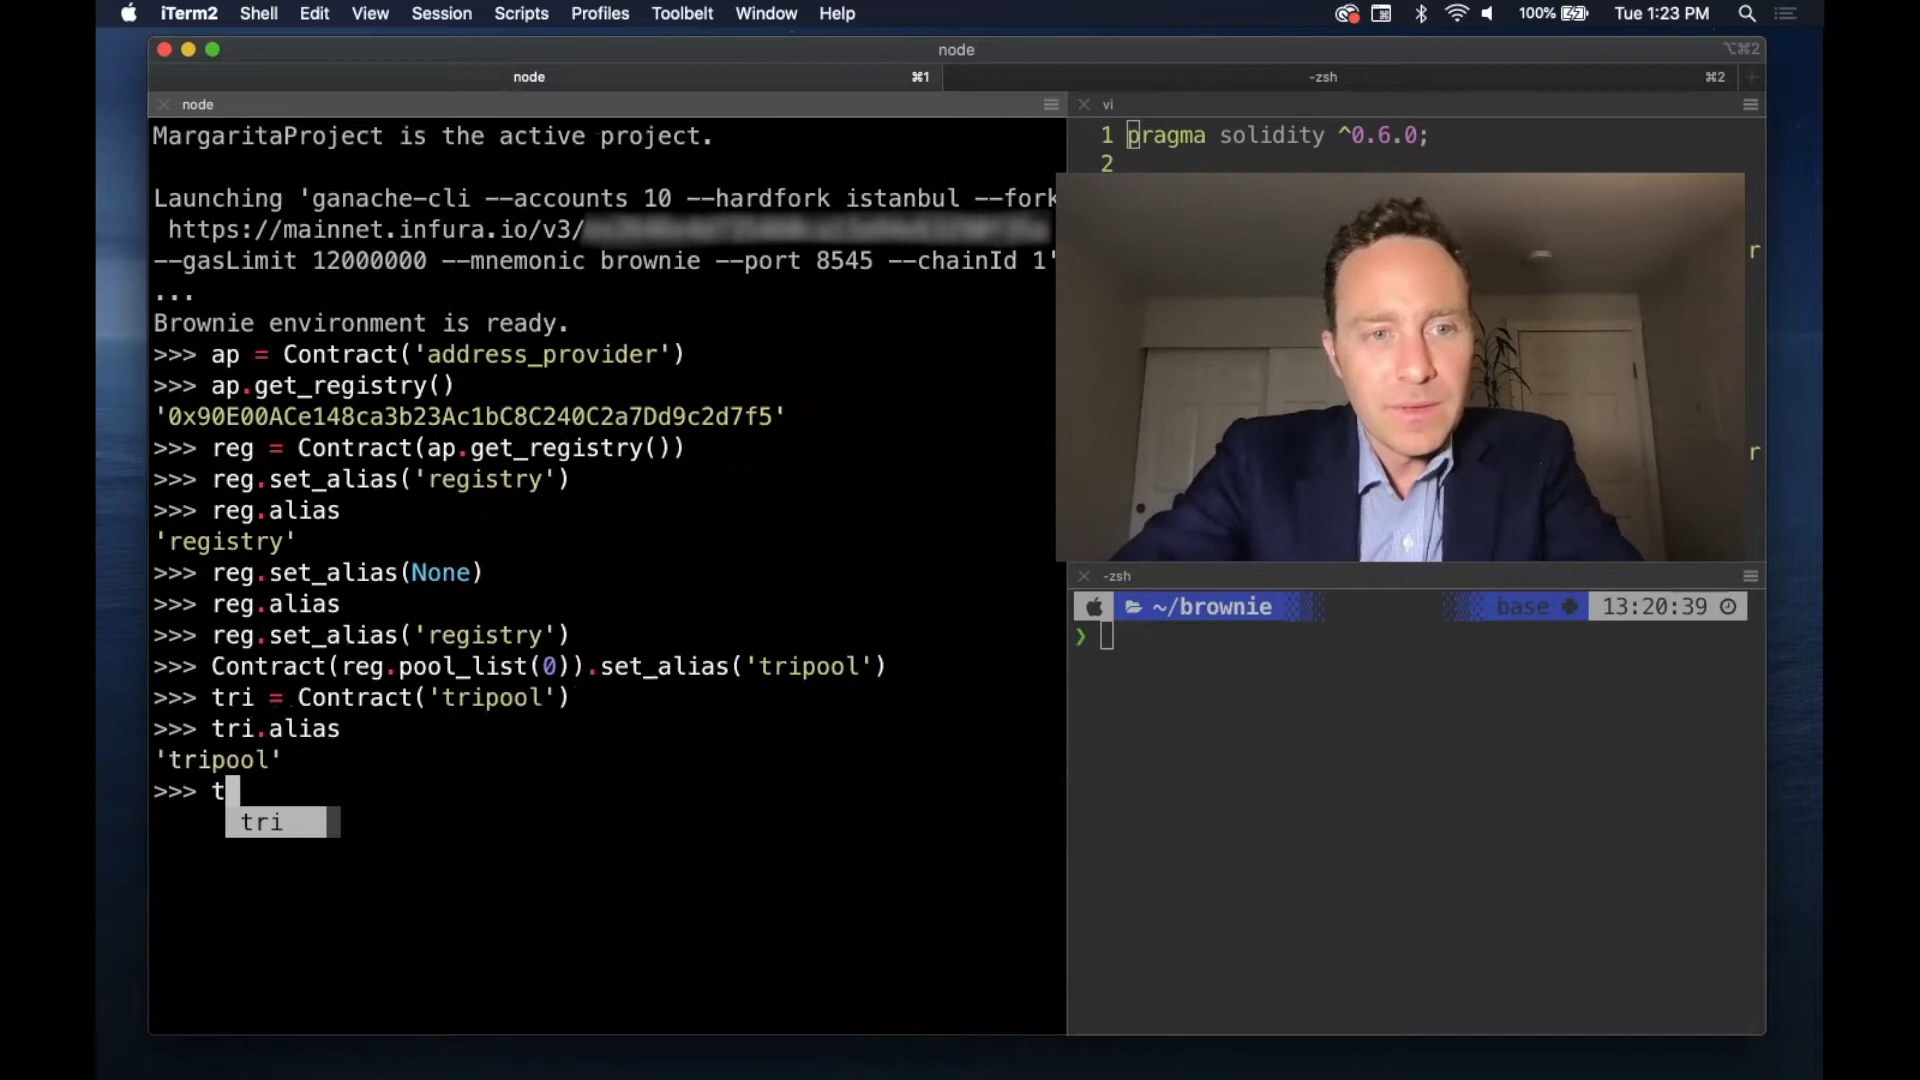 iTerm2 Shell Edit View Session Scripts Profiles Toolbelt Window Help 100% Tue 1:23 PM
node ⌥⌘2
node ⌘1 -zsh ⌘2
node
MargaritaProject is the active project.
Launching 'ganache-cli --accounts 10 --hardfork istanbul --fork
https://mainnet.infura.io/v3/
--gasLimit 12000000 --mnemonic brownie --port 8545 --chainId 1'
...
Brownie environment is ready.
>>> ap = Contract('address_provider')
>>> ap.get_registry()
'0x90E00ACe148ca3b23Ac1bC8C240C2a7Dd9c2d7f5'
>>> reg = Contract(ap.get_registry())
>>> reg.set_alias('registry')
>>> reg.alias
'registry'
>>> reg.set_alias(None)
>>> reg.alias
>>> reg.set_alias('registry')
>>> Contract(reg.pool_list(0)).set_alias('tripool')
>>> tri = Contract('tripool')
>>> tri.alias
'tripool'
>>> t
tri
vi
1 pragma solidity ^0.6.0;
2
r
r
-zsh
~/brownie base 13:20:39
❯